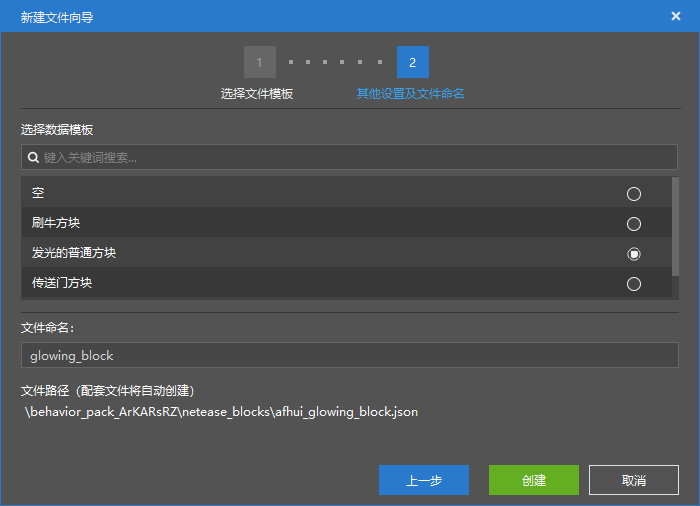 新建文件向导
1
2
选择文件模板
其他设置及文件命名
选择数据模板
键入关键词搜索...
空
刷牛方块
发光的普通方块
传送门方块
文件命名：
glowing_block
文件路径（配套文件将自动创建）
\behavior_pack_ArKARsRZ\netease_blocks\afhui_glowing_block.json
上一步
创建
取消